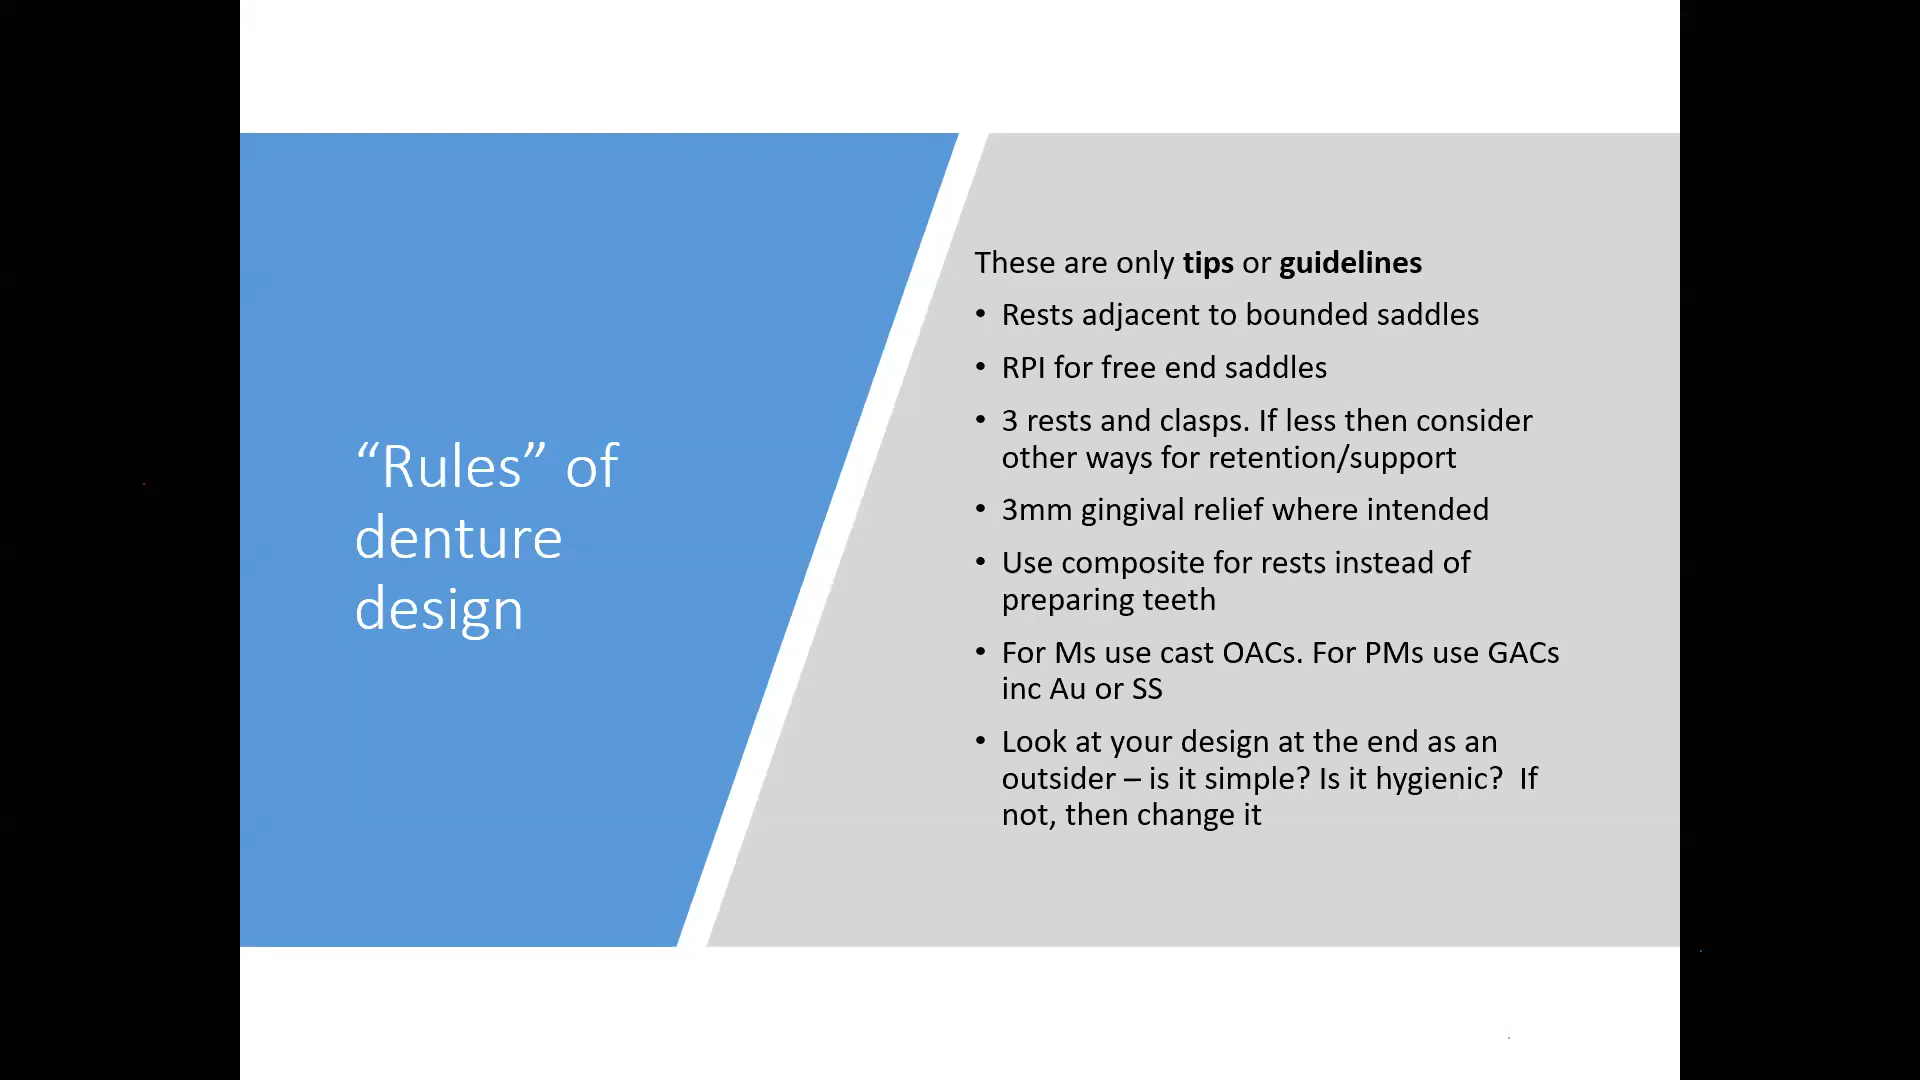 “Rules” of
denture
design
These are only tips or guidelines
• Rests adjacent to bounded saddles
• RPI for free end saddles
• 3 rests and clasps. If less then consider
other ways for retention/support
• 3mm gingival relief where intended
• Use composite for rests instead of
preparing teeth
• For Ms use cast OACs. For PMs use GACs
inc Au or SS
• Look at your design at the end as an
outsider – is it simple? Is it hygienic?  If
not, then change it